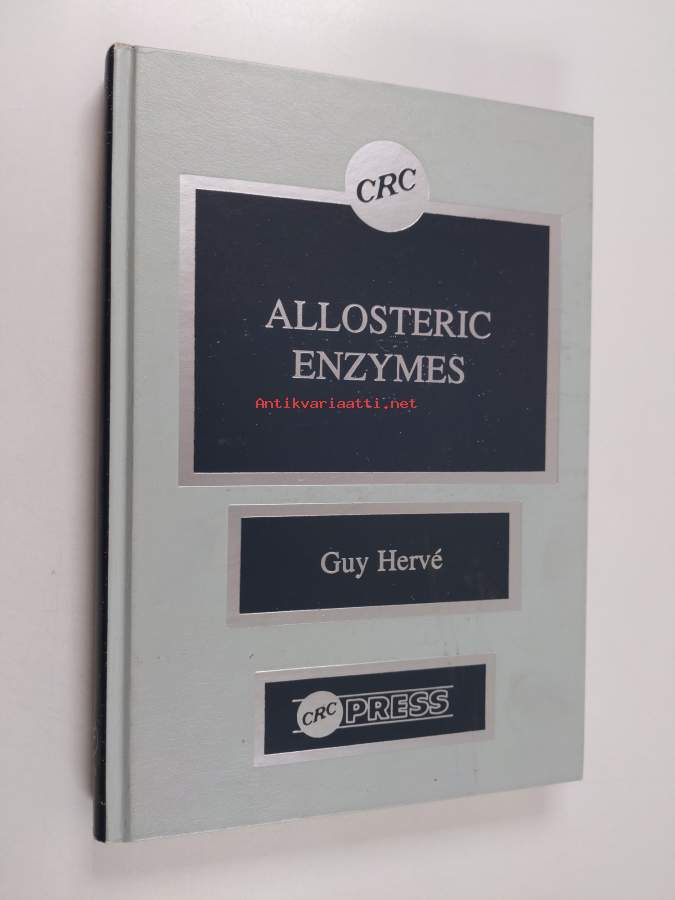 CRC
ALLOSTERIC
ENZYMES
Antikvariaatti.net
Guy Hervé
CRC PRESS